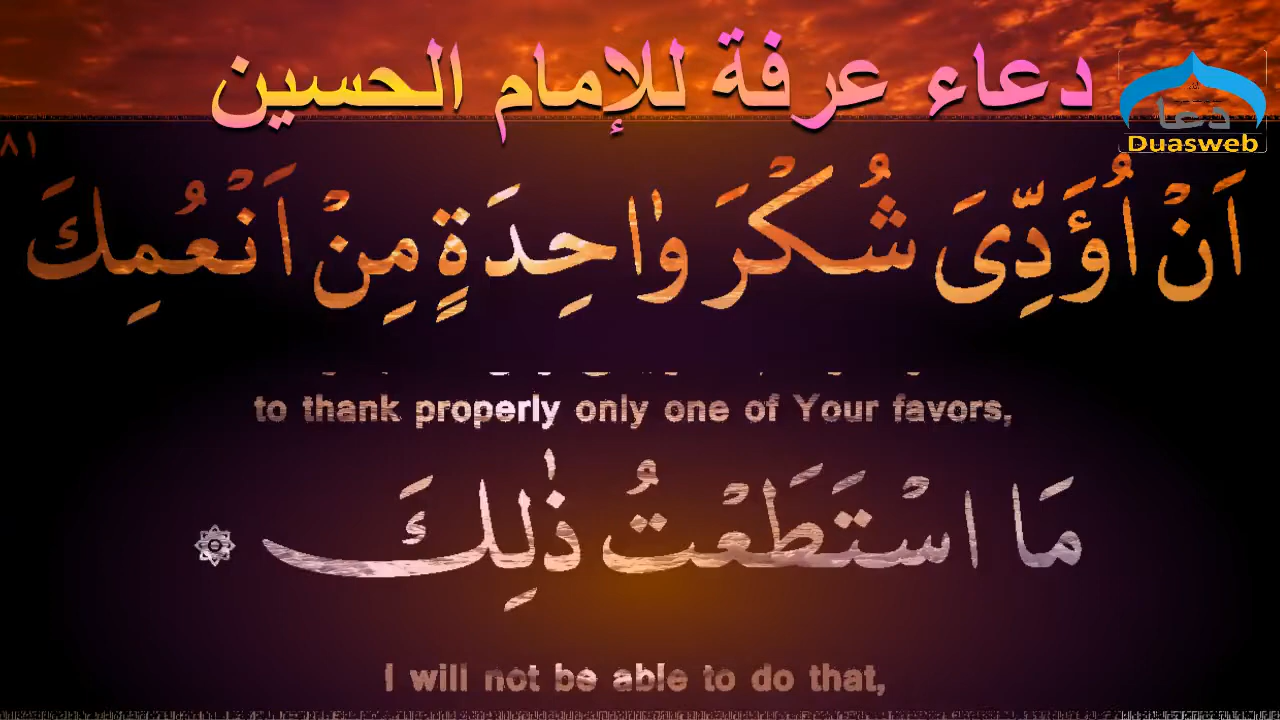 دعاء عرفة للإمام الحسين
دعا
Duasweb
٨١
اَنْ اُؤَدِّىَ شُكْرَ وٰاحِدَةٍ مِنْ اَنْعُمِكَ
to thank properly only one of Your favors,
مَا اسْتَطَعْتُ ذٰلِكَ
I will not be able to do that,